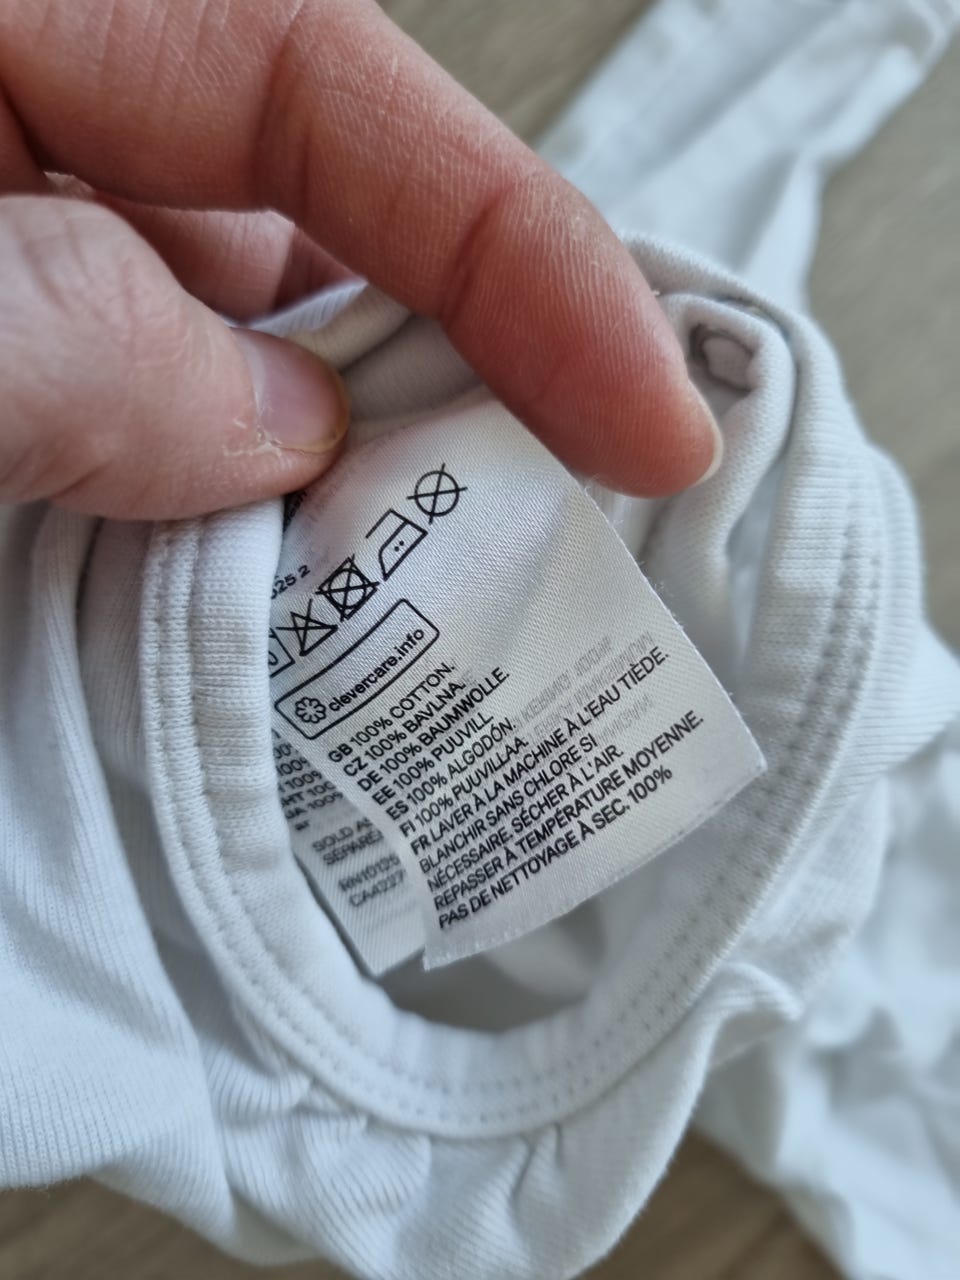 clevercare.info
GB 100% COTTON.
CZ 100% BAVLNA.
DE 100% BAUMWOLLE.
EE 100% PUUVILL.
ES 100% ALGODÓN.
FI 100% PUUVILLAA.
FR LAVER À LA MACHINE À L'EAU TIÈDE.
BLANCHIR SANS CHLORE SI
NÉCESSAIRE. SÉCHER À L'AIR.
REPASSER À TEMPÉRATURE MOYENNE.
PAS DE NETTOYAGE À SEC. 100%
SOLD